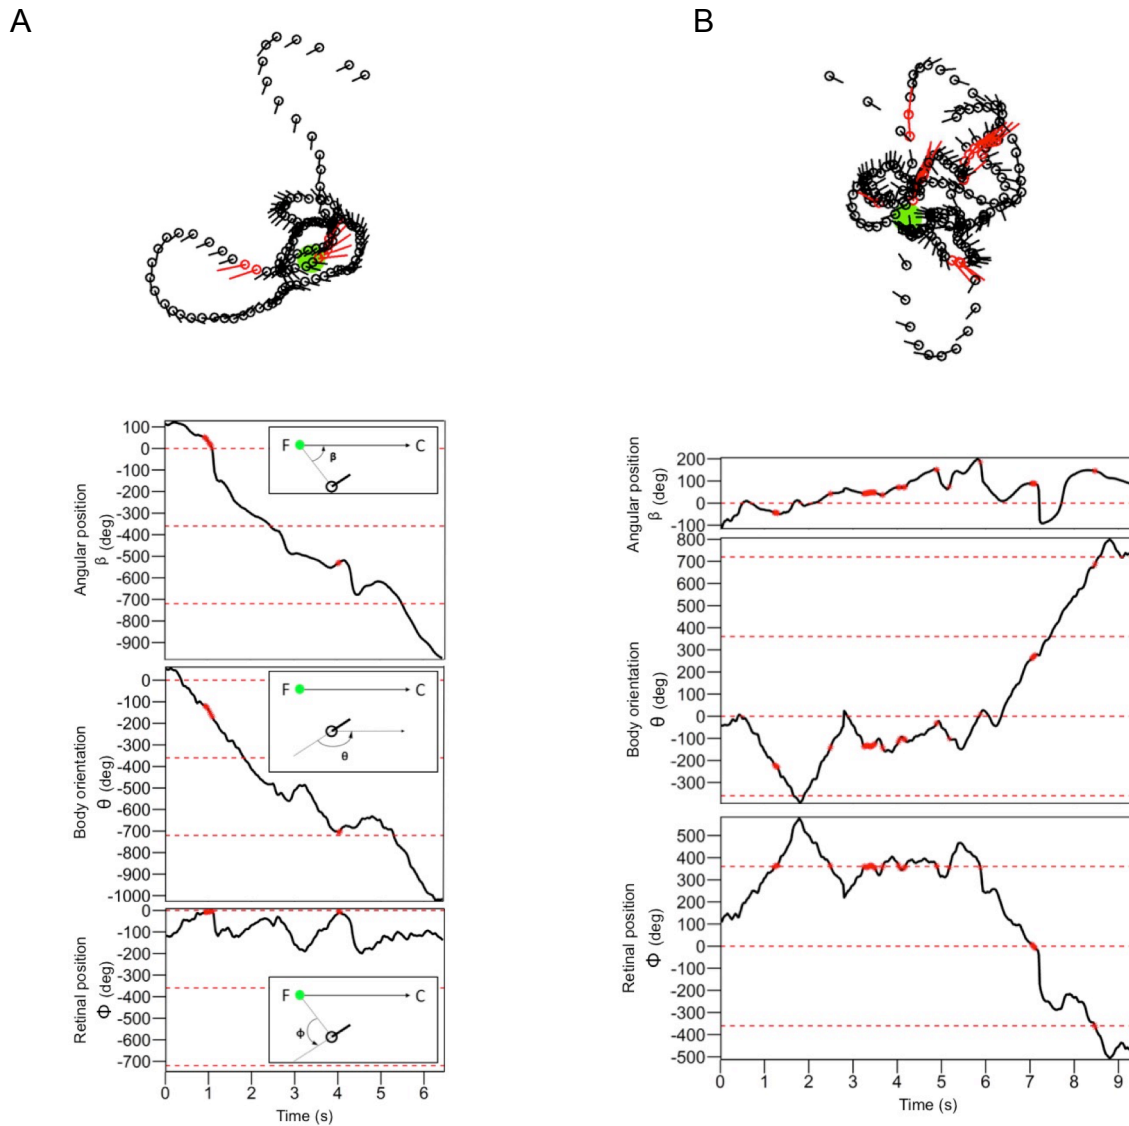 A
B
Angular position
β (deg)
100
0
-100
-200
-300
-400
-500
-600
-700
-800
-900
F
C
β
Body orientation
θ (deg)
0
-100
-200
-300
-400
-500
-600
-700
-800
-900
-1000
F
C
θ
Retinal position
Φ (deg)
0
-100
-200
-300
-400
-500
-600
-700
F
C
ϕ
0 1 2 3 4 5 6
Time (s)
Angular position
β (deg)
200
100
0
-100
Body orientation
θ (deg)
800
700
600
500
400
300
200
100
0
-100
-200
-300
Retinal position
Φ (deg)
500
400
300
200
100
0
-100
-200
-300
-400
-500
0 1 2 3 4 5 6 7 8 9
Time (s)